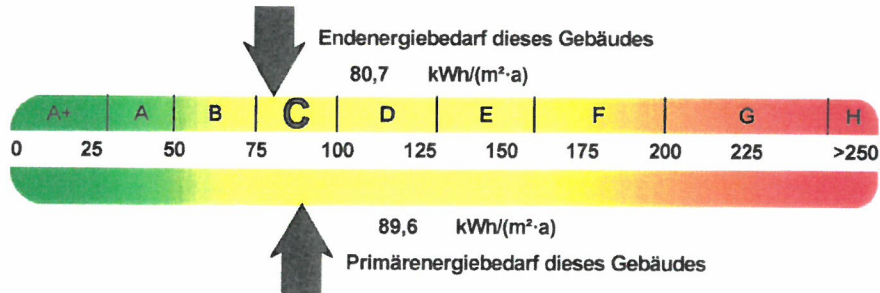 Endenergiebedarf dieses Gebäudes
80,7 kWh/(m²·a)
A+ A B C D E F G H
0 25 50 75 100 125 150 175 200 225 >250
89,6 kWh/(m²·a)
Primärenergiebedarf dieses Gebäudes